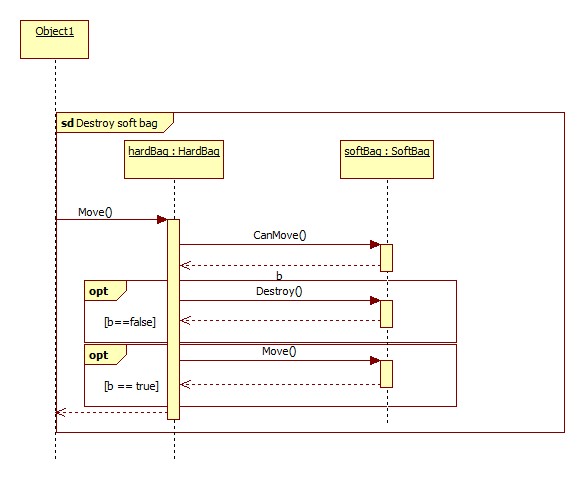 Object1
sd Destroy soft bag
hardBag : HardBag
softBag : SoftBag
Move()
CanMove()
b
opt
Destroy()
[b==false]
opt
Move()
[b == true]